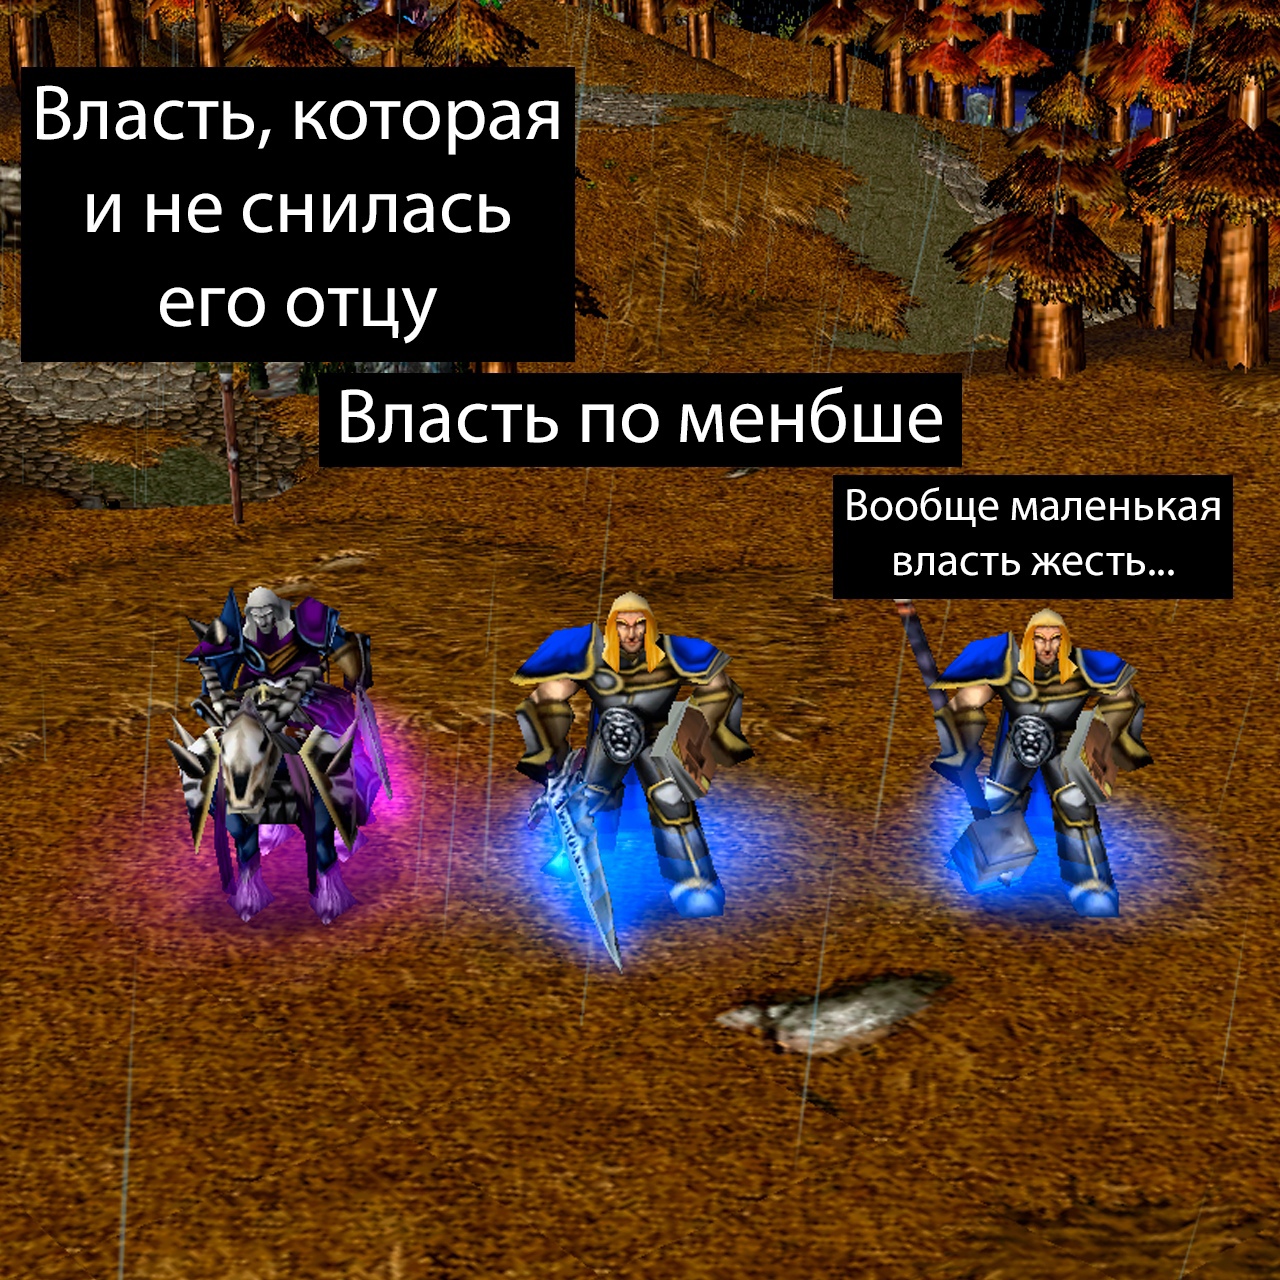 Власть, которая
и не снилась
его отцу
Власть по менбше
Вообще маленькая
власть жесть...